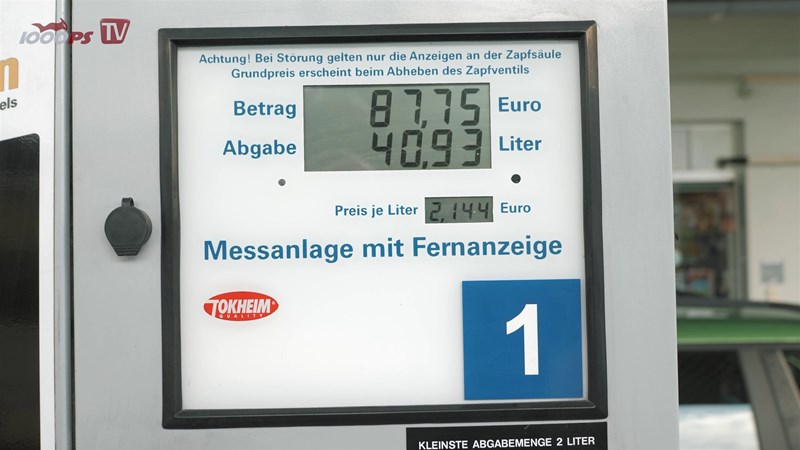 1000PS TV
Achtung! Bei Störung gelten nur die Anzeigen an der Zapfsäule
Grundpreis erscheint beim Abheben des Zapfventils
Betrag 87,75 Euro
Abgabe 40,93 Liter
Preis je Liter 2,144 Euro
Messanlage mit Fernanzeige
TOKHEIM
QUALITY
1
KLEINSTE ABGABEMENGE 2 LITER